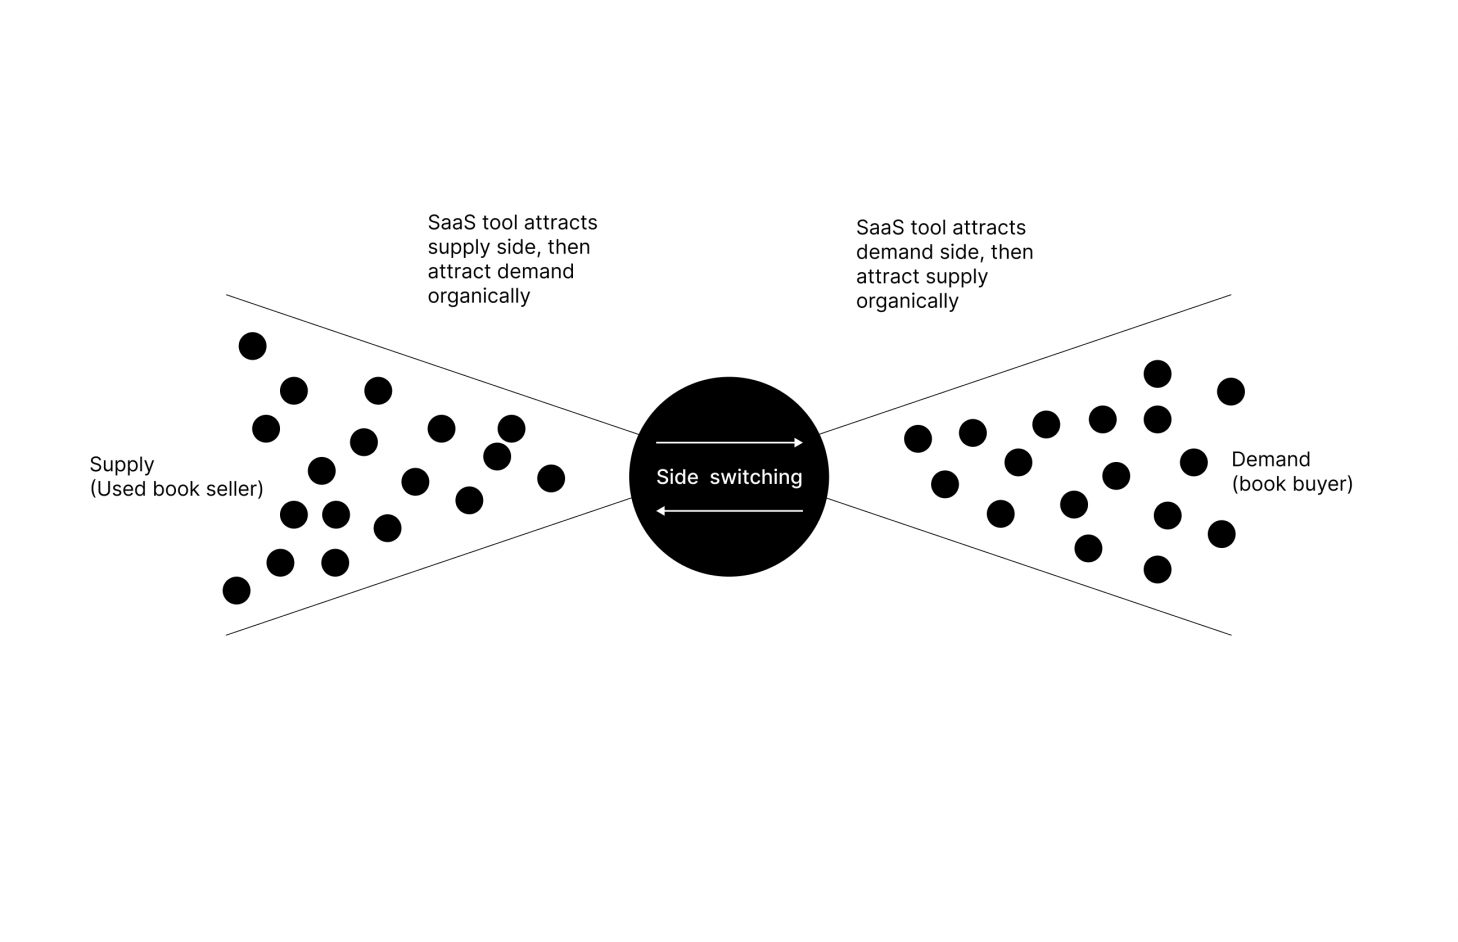 SaaS tool attracts
supply side, then
attract demand
organically
SaaS tool attracts
demand side, then
attract supply
organically
Supply
(Used book seller)
Side switching
Demand
(book buyer)